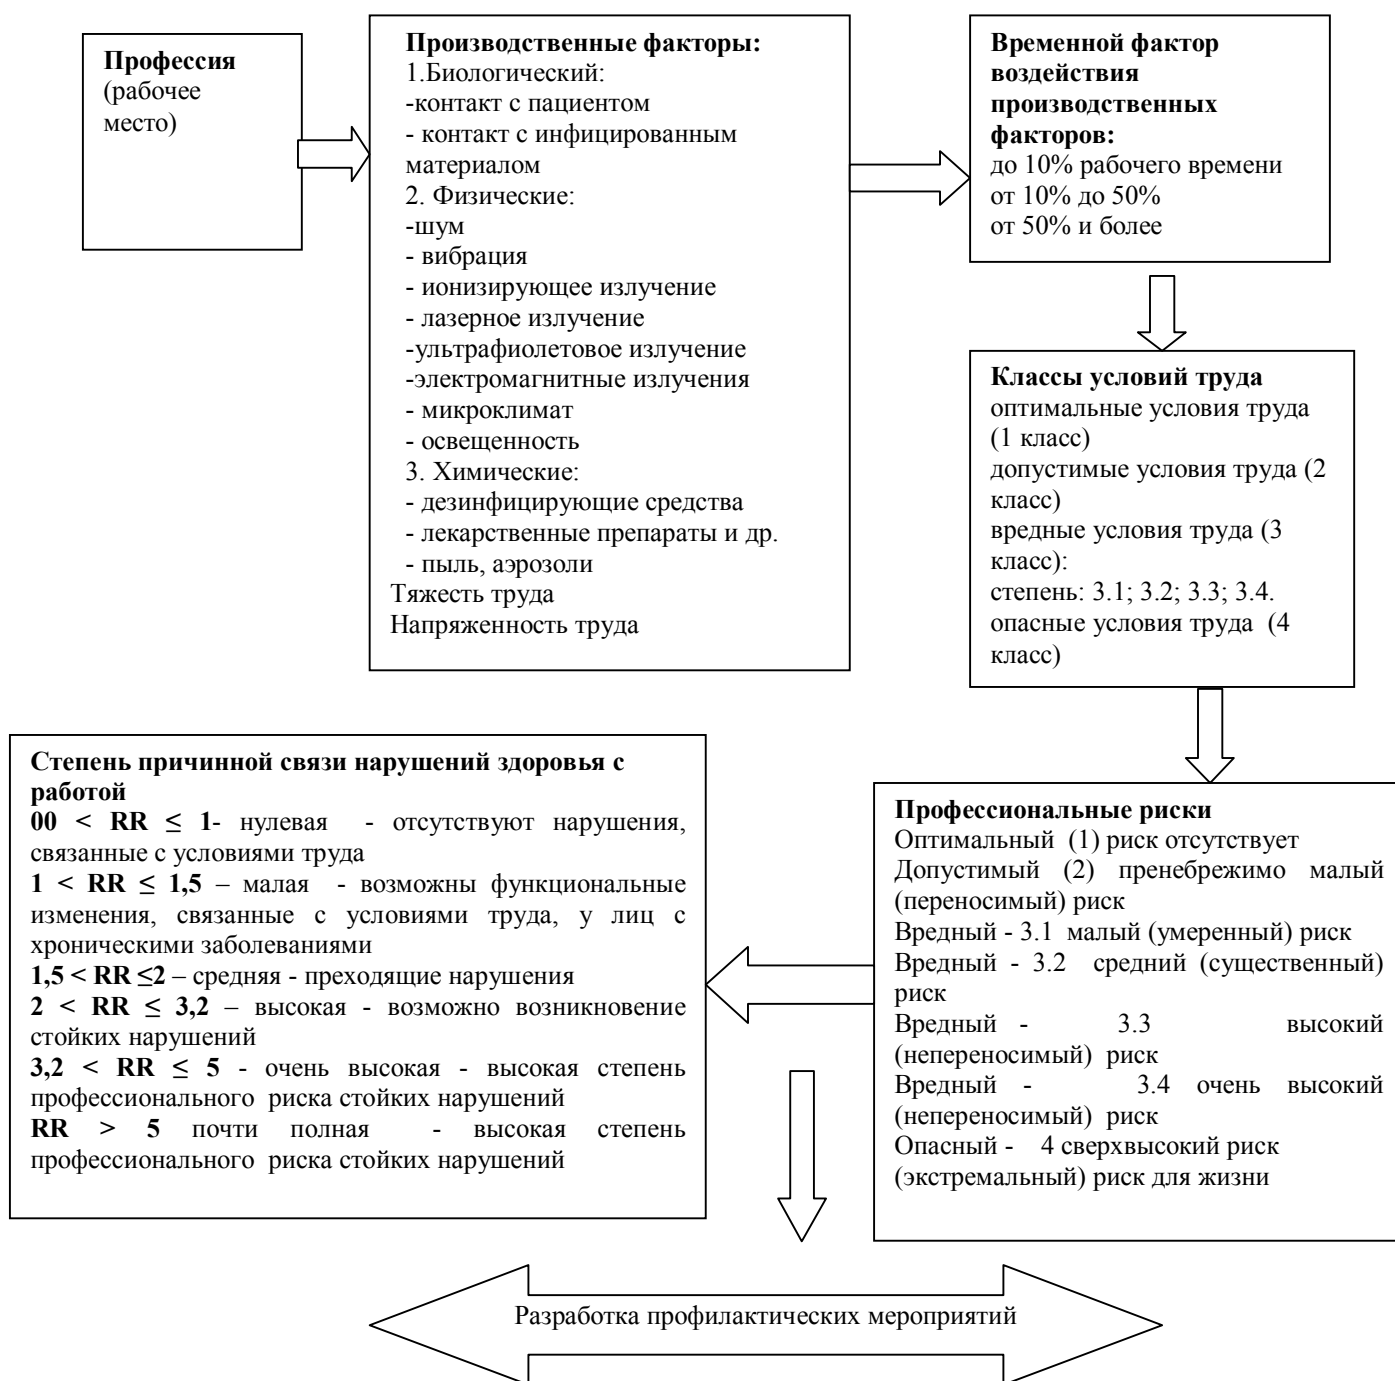 Профессия
(рабочее
место)
Производственные факторы:
1.Биологический:
-контакт с пациентом
- контакт с инфицированным
материалом
2. Физические:
-шум
- вибрация
- ионизирующее излучение
- лазерное излучение
-ультрафиолетовое излучение
-электромагнитные излучения
- микроклимат
- освещенность
3. Химические:
- дезинфицирующие средства
- лекарственные препараты и др.
- пыль, аэрозоли
Тяжесть труда
Напряженность труда
Временной фактор
воздействия
производственных
факторов:
до 10% рабочего времени
от 10% до 50%
от 50% и более
Классы условий труда
оптимальные условия труда
(1 класс)
допустимые условия труда (2
класс)
вредные условия труда (3
класс):
степень: 3.1; 3.2; 3.3; 3.4.
опасные условия труда (4
класс)
Профессиональные риски
Оптимальный (1) риск отсутствует
Допустимый (2) пренебрежимо малый
(переносимый) риск
Вредный - 3.1 малый (умеренный) риск
Вредный - 3.2 средний (существенный)
риск
Вредный - 3.3 высокий
(непереносимый) риск
Вредный - 3.4 очень высокий
(непереносимый) риск
Опасный - 4 сверхвысокий риск
(экстремальный) риск для жизни
Степень причинной связи нарушений здоровья с
работой
00 < RR ≤ 1- нулевая - отсутствуют нарушения,
связанные с условиями труда
1 < RR ≤ 1,5 – малая - возможны функциональные
изменения, связанные с условиями труда, у лиц с
хроническими заболеваниями
1,5 < RR ≤2 – средняя - преходящие нарушения
2 < RR ≤ 3,2 – высокая - возможно возникновение
стойких нарушений
3,2 < RR ≤ 5 - очень высокая - высокая степень
профессионального риска стойких нарушений
RR > 5 почти полная - высокая степень
профессионального риска стойких нарушений
Разработка профилактических мероприятий